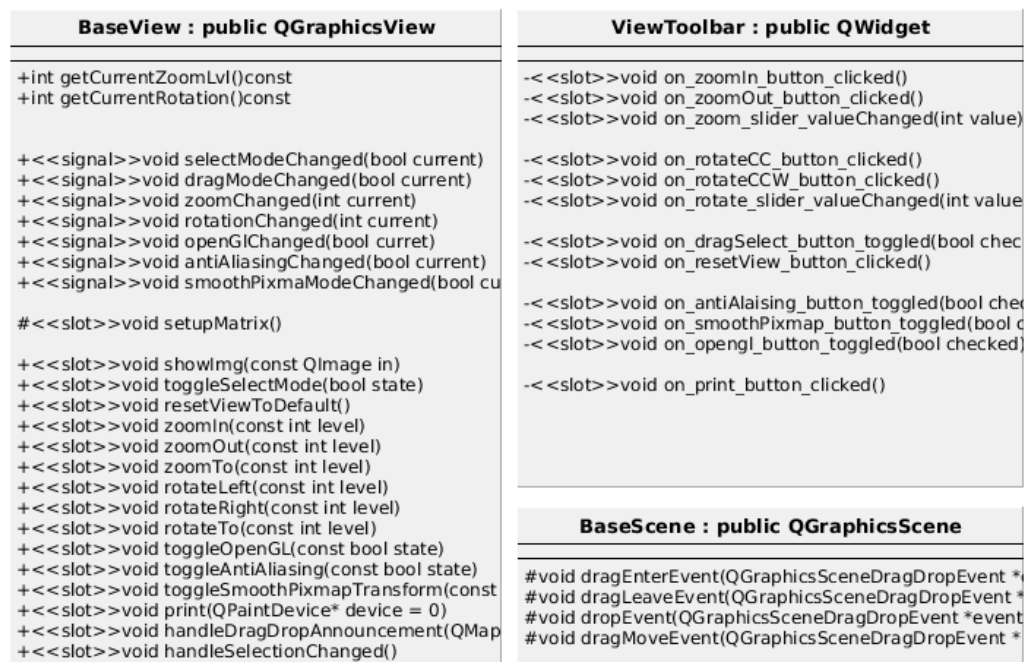 BaseView : public QGraphicsView
+int getCurrentZoomLvl()const
+int getCurrentRotation()const
+<<signal>>void selectModeChanged(bool current)
+<<signal>>void dragModeChanged(bool current)
+<<signal>>void zoomChanged(int current)
+<<signal>>void rotationChanged(int current)
+<<signal>>void openGlChanged(bool curret)
+<<signal>>void antiAliasingChanged(bool current)
+<<signal>>void smoothPixmaModeChanged(bool cu
#<<slot>>void setupMatrix()
+<<slot>>void showImg(const QImage in)
+<<slot>>void toggleSelectMode(bool state)
+<<slot>>void resetViewToDefault()
+<<slot>>void zoomIn(const int level)
+<<slot>>void zoomOut(const int level)
+<<slot>>void zoomTo(const int level)
+<<slot>>void rotateLeft(const int level)
+<<slot>>void rotateRight(const int level)
+<<slot>>void rotateTo(const int level)
+<<slot>>void toggleOpenGL(const bool state)
+<<slot>>void toggleAntiAliasing(const bool state)
+<<slot>>void toggleSmoothPixmapTransform(const
+<<slot>>void print(QPaintDevice* device = 0)
+<<slot>>void handleDragDropAnnouncement(QMap
+<<slot>>void handleSelectionChanged()
ViewToolbar : public QWidget
-<<slot>>void on_zoomIn_button_clicked()
-<<slot>>void on_zoomOut_button_clicked()
-<<slot>>void on_zoom_slider_valueChanged(int value)
-<<slot>>void on_rotateCC_button_clicked()
-<<slot>>void on_rotateCCW_button_clicked()
-<<slot>>void on_rotate_slider_valueChanged(int value
-<<slot>>void on_dragSelect_button_toggled(bool chec
-<<slot>>void on_resetView_button_clicked()
-<<slot>>void on_antiAlaising_button_toggled(bool chec
-<<slot>>void on_smoothPixmap_button_toggled(bool c
-<<slot>>void on_opengl_button_toggled(bool checked)
-<<slot>>void on_print_button_clicked()
BaseScene : public QGraphicsScene
#void dragEnterEvent(QGraphicsSceneDragDropEvent *e
#void dragLeaveEvent(QGraphicsSceneDragDropEvent *
#void dropEvent(QGraphicsSceneDragDropEvent *event
#void dragMoveEvent(QGraphicsSceneDragDropEvent *